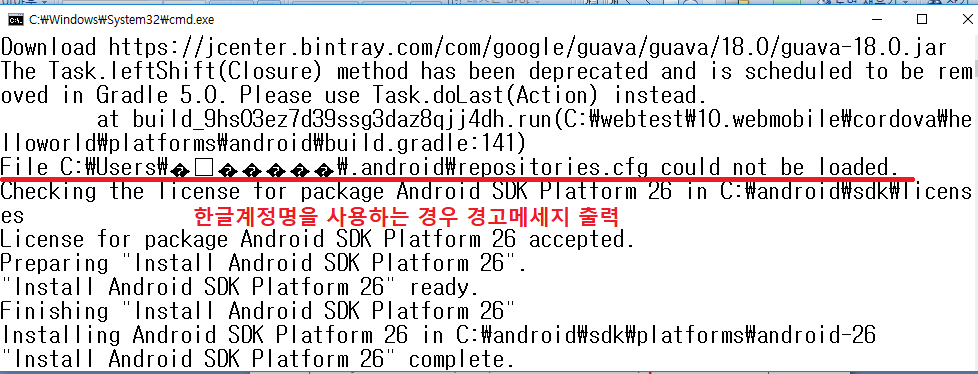 C:₩Windows₩System32₩cmd.exe
Download https://jcenter.bintray.com/com/google/guava/guava/18.0/guava-18.0.jar
The Task.leftShift(Closure) method has been deprecated and is scheduled to be rem
oved in Gradle 5.0. Please use Task.doLast(Action) instead.
at build_9hs03ez7d39ssg3daz8qjj4dh.run(C:₩webtest₩10.webmobile₩cordova₩he
lloworld₩platforms₩android₩build.gradle:141)
File C:₩Users₩�□�����₩.android₩repositories.cfg could not be loaded.
Checking the license for package Android SDK Platform 26 in C:₩android₩sdk₩licens
es
한글계정명을 사용하는 경우 경고메세지 출력
License for package Android SDK Platform 26 accepted.
Preparing "Install Android SDK Platform 26".
"Install Android SDK Platform 26" ready.
Finishing "Install Android SDK Platform 26"
Installing Android SDK Platform 26 in C:₩android₩sdk₩platforms₩android-26
"Install Android SDK Platform 26" complete.